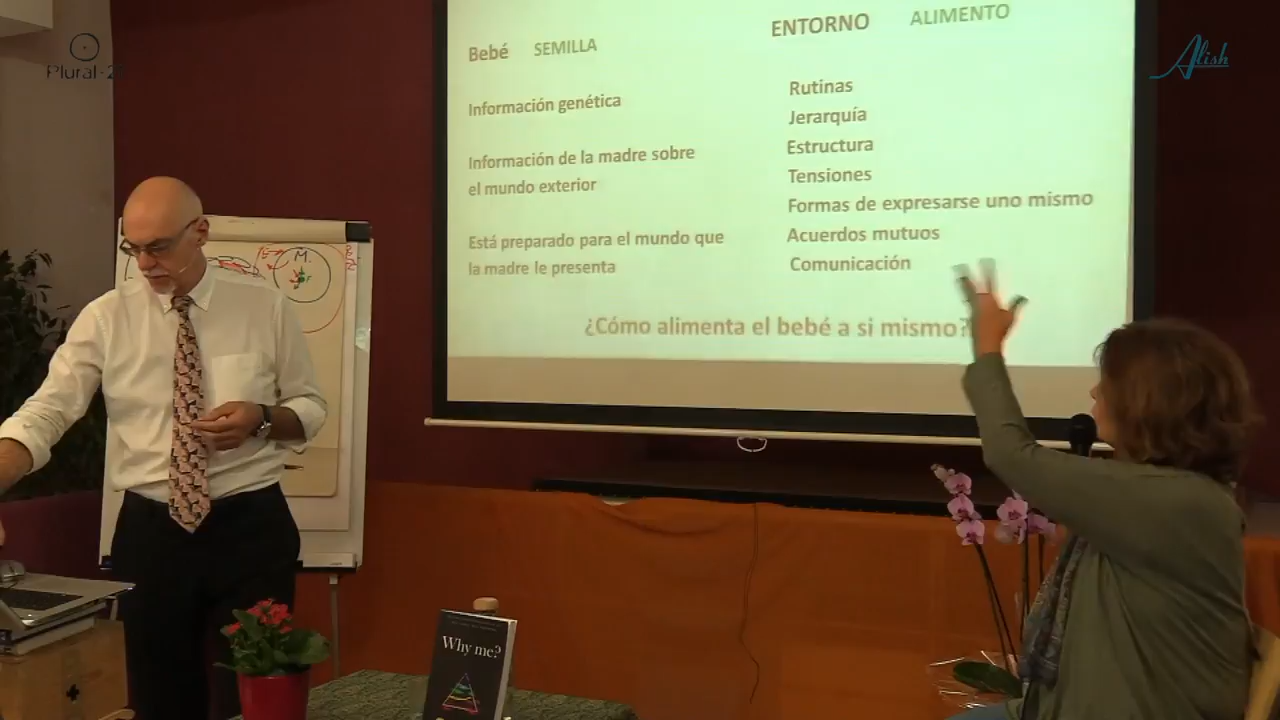 Plural-2
Alish
Bebé SEMILLA
Información genética
Información de la madre sobre
el mundo exterior
Está preparado para el mundo que
la madre le presenta
ENTORNO ALIMENTO
Rutinas
Jerarquía
Estructura
Tensiones
Formas de expresarse uno mismo
Acuerdos mutuos
Comunicación
¿Cómo alimenta el bebé a si mismo?
M.
Why me?